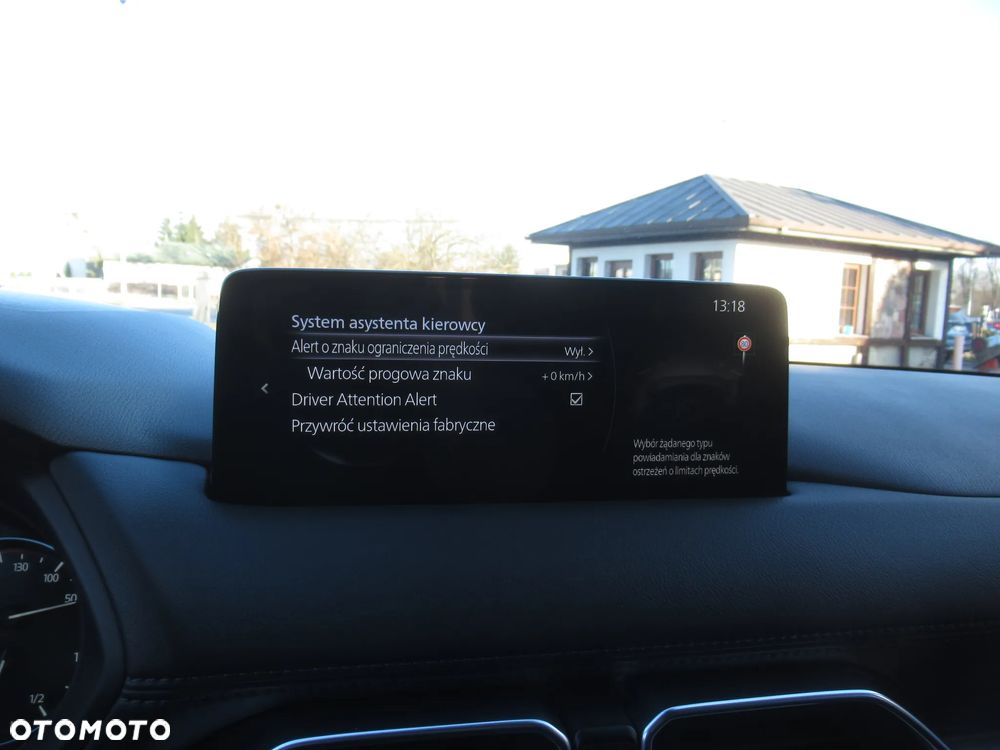 13:18
System asystenta kierowcy
Alert o znaku ograniczenia prędkości Wył. >
Wartość progowa znaku + 0 km/h >
<
Driver Attention Alert
Przywróć ustawienia fabryczne
Wybór żądanego typu
powiadamiania dla znaków
ostrzeżeń o limitach prędkości.
130
100
50
1
1/2
OTOMOTO